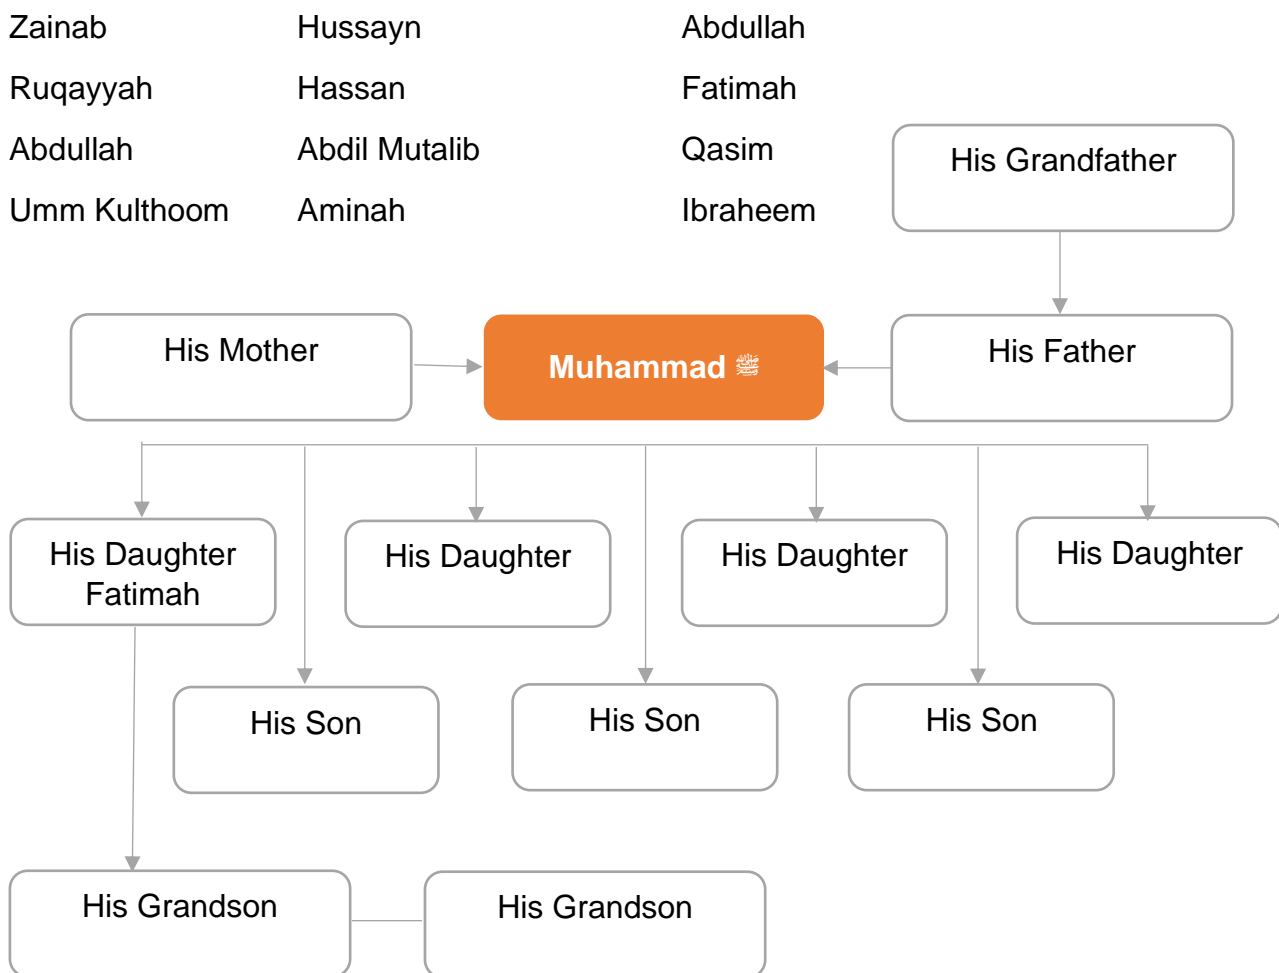 Zainab Hussayn Abdullah
Ruqayyah Hassan Fatimah
Abdullah Abdil Mutalib Qasim
His Grandfather
Umm Kulthoom Aminah Ibraheem
His Mother
Muhammad ﷺ
His Father
His Daughter
Fatimah
His Daughter
His Daughter
His Daughter
His Son
His Son
His Son
His Grandson
His Grandson